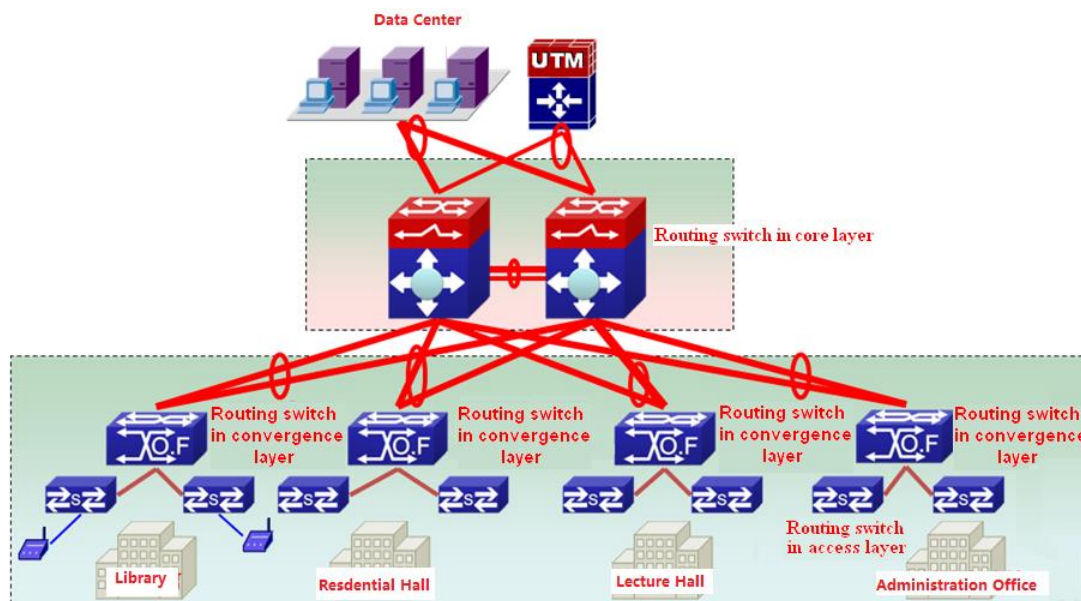 Data Center
UTM
Routing switch in core layer
Routing switch
in convergence
layer
Routing switch
in convergence
layer
Routing switch
in convergence
layer
Routing switch
in convergence
layer
O.F
O.F
O.F
O.F
S
S
S
S
S
S
S
S
Routing switch
in access layer
Library
Resdential Hall
Lecture Hall
Administration Office